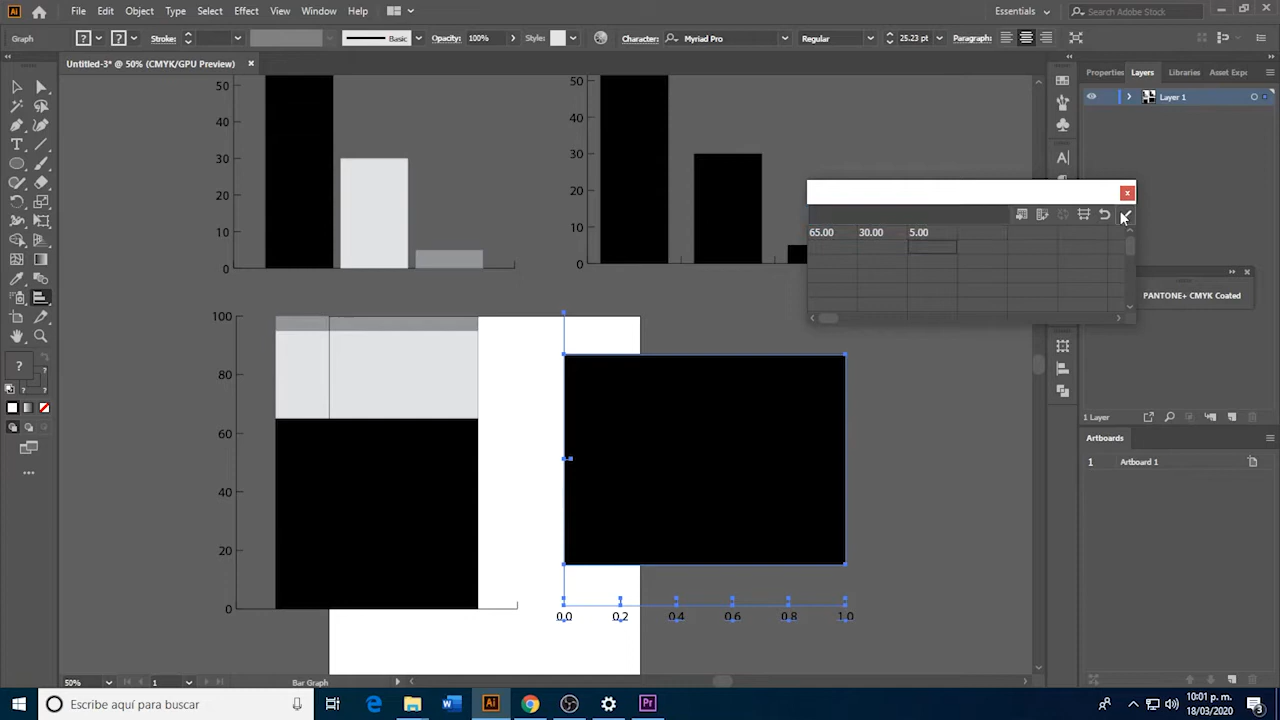 File Edit Object Type Select Effect View Window Help Essentials Search Adobe Stock
Graph ? ? Stroke: Basic Opacity: 100% Style: Character: Myriad Pro Regular 25.23 pt Paragraph:
Untitled-3* @ 50% (CMYK/GPU Preview) ×
Properties Layers Libraries Asset Expo
Layer 1
50
40
30
20
10
0
50
40
30
20
10
0
65.00 30.00 5.00
PANTONE+ CMYK Coated
100
80
60
40
20
0
0.0 0.2 0.4 0.6 0.8 1.0
1
1 Layer
Artboards
1 Artboard 1
50% 1 Bar Graph
Escribe aquí para buscar
10:01 p. m.
18/03/2020